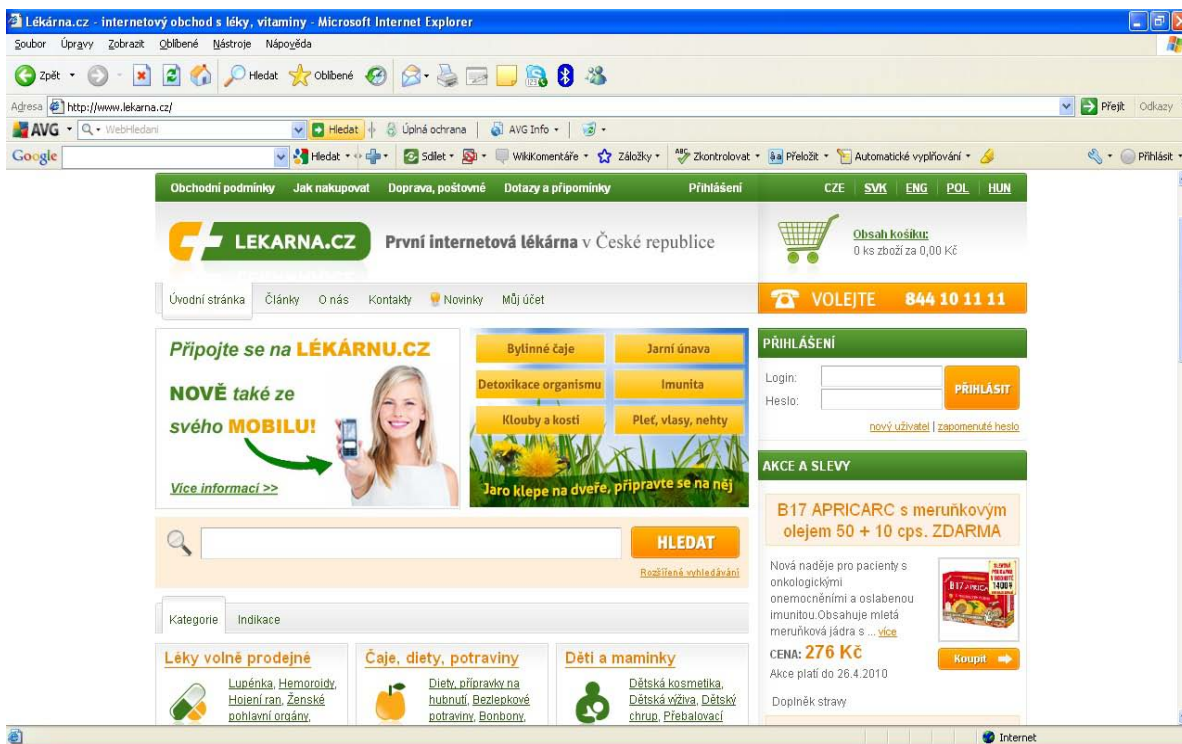 Lékárna.cz - internetový obchod s léky, vitaminy - Microsoft Internet Explorer
Soubor Úpravy Zobrazit Oblíbené Nástroje Nápověda
Zpět Hledat Oblíbené
Adresa http://www.lekarna.cz/ Přejít Odkazy
AVG WebHledani Hledat Úplná ochrana AVG Info
Google Hledat Sdílet WikiKomentáře Záložky Zkontrolovat Přeložit Automatické vyplňování Přihlásit
Obchodní podmínky Jak nakupovat Doprava, poštovné Dotazy a připomínky Přihlášení CZE SVK ENG POL HUN
LEKARNA.CZ První internetová lékárna v České republice
Obsah košíku:
0 ks zboží za 0,00 Kč
Úvodní stránka Články O nás Kontakty Novinky Můj účet
VOLEJTE 844 10 11 11
Připojte se na LÉKÁRNU.CZ
NOVĚ také ze
svého MOBILU!
Více informací >>
Bylinné čaje Jarní únava
Detoxikace organismu Imunita
Klouby a kosti Pleť, vlasy, nehty
Jaro klepe na dveře, připravte se na něj
PŘIHLÁŠENÍ
Login:
Heslo:
PŘIHLÁSIT
nový uživatel | zapomenuté heslo
HLEDAT
Rozšířené vyhledávání
AKCE A SLEVY
B17 APRICARC s meruňkovým
olejem 50 + 10 cps. ZDARMA
Nová naděje pro pacienty s
onkologickými
onemocněními a oslabenou
imunitou.Obsahuje mletá
meruňková jádra s ... více
CENA: 276 Kč
Koupit
Akce platí do 26.4.2010
Doplněk stravy
Kategorie Indikace
Léky volně prodejné
Lupénka, Hemoroidy,
Hojení ran, Ženské
pohlavní orgány,
Čaje, diety, potraviny
Diety, přípravky na
hubnutí, Bezlepkové
potraviny, Bonbony,
Děti a maminky
Dětská kosmetika,
Dětská výživa, Dětský
chrup, Přebalovací
Internet